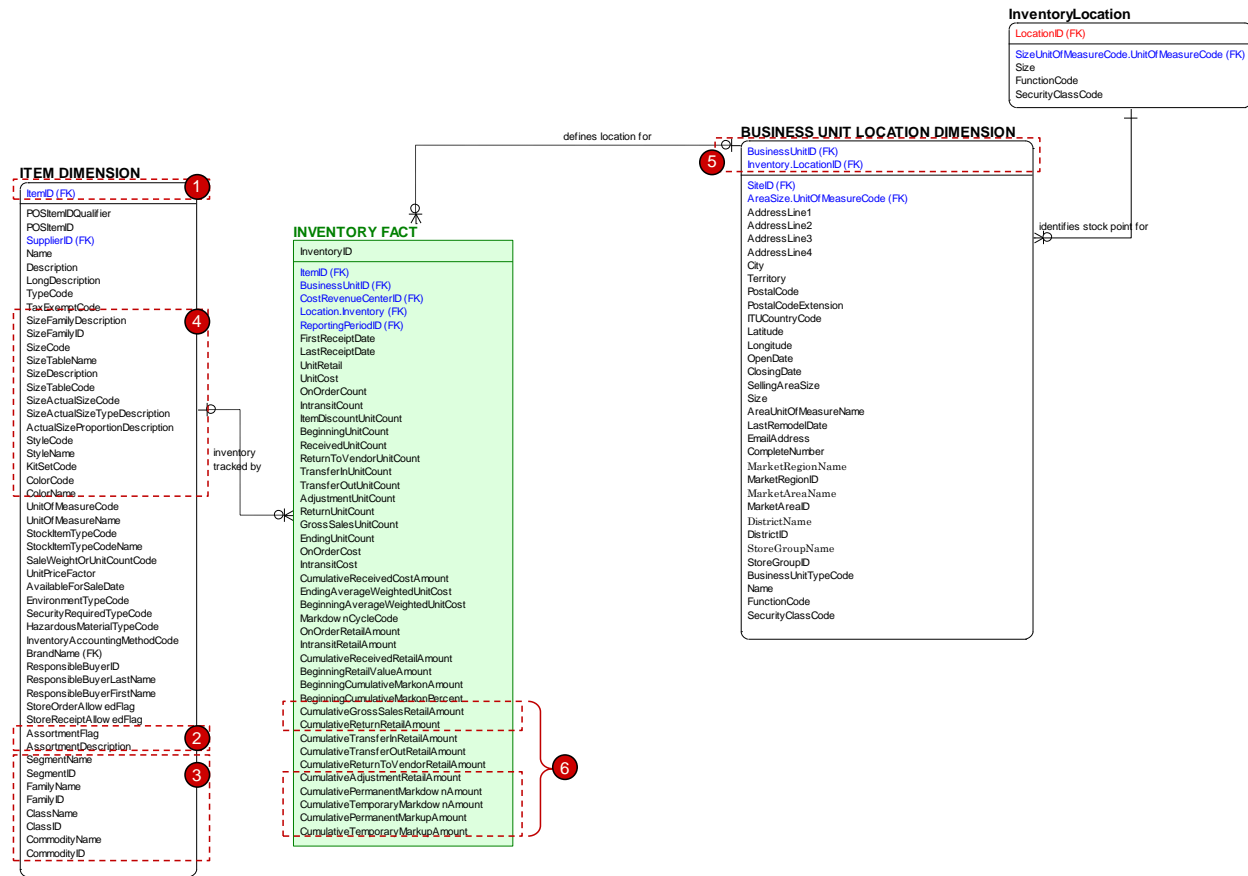 InventoryLocation
LocationID (FK)
SizeUnitOfMeasureCode.UnitOfMeasureCode (FK)
Size
FunctionCode
SecurityClassCode
defines location for
identifies stock point for
BUSINESS UNIT LOCATION DIMENSION
5
BusinessUnitID (FK)
Inventory.LocationID (FK)
SiteID (FK)
AreaSize.UnitOfMeasureCode (FK)
AddressLine1
AddressLine2
AddressLine3
AddressLine4
City
Territory
PostalCode
PostalCodeExtension
ITUCountryCode
Latitude
Longitude
OpenDate
ClosingDate
SellingAreaSize
Size
AreaUnitOfMeasureName
LastRemodelDate
EmailAddress
CompleteNumber
MarketRegionName
MarketRegionID
MarketAreaName
MarketAreaID
DistrictName
DistrictID
StoreGroupName
StoreGroupID
BusinessUnitTypeCode
Name
FunctionCode
SecurityClassCode
ITEM DIMENSION
1
ItemID (FK)
POSItemIDQualifier
POSItemID
SupplierID (FK)
Name
Description
LongDescription
TypeCode
TaxExemptCode
4
SizeFamilyDescription
SizeFamilyID
SizeCode
SizeTableName
SizeDescription
SizeTableCode
SizeActualSizeCode
SizeActualSizeTypeDescription
ActualSizeProportionDescription
StyleCode
StyleName
KitSetCode
ColorCode
ColorName
UnitOfMeasureCode
UnitOfMeasureName
StockItemTypeCode
StockItemTypeCodeName
SaleWeightOrUnitCountCode
UnitPriceFactor
AvailableForSaleDate
EnvironmentTypeCode
SecurityRequiredTypeCode
HazardousMaterialTypeCode
InventoryAccountingMethodCode
BrandName (FK)
ResponsibleBuyerID
ResponsibleBuyerLastName
ResponsibleBuyerFirstName
StoreOrderAllowedFlag
StoreReceiptAllowedFlag
2
AssortmentFlag
AssortmentDescription
3
SegmentName
SegmentID
FamilyName
FamilyID
ClassName
ClassID
CommodityName
CommodityID
inventory
tracked by
INVENTORY FACT
InventoryID
ItemID (FK)
BusinessUnitID (FK)
CostRevenueCenterID (FK)
Location.Inventory (FK)
ReportingPeriodID (FK)
FirstReceiptDate
LastReceiptDate
UnitRetail
UnitCost
OnOrderCount
IntransitCount
ItemDiscountUnitCount
BeginningUnitCount
ReceivedUnitCount
ReturnToVendorUnitCount
TransferInUnitCount
TransferOutUnitCount
AdjustmentUnitCount
ReturnUnitCount
GrossSalesUnitCount
EndingUnitCount
OnOrderCost
IntransitCost
CumulativeReceivedCostAmount
EndingAverageWeightedUnitCost
BeginningAverageWeightedUnitCost
MarkdownCycleCode
OnOrderRetailAmount
IntransitRetailAmount
CumulativeReceivedRetailAmount
BeginningRetailValueAmount
BeginningCumulativeMarkonAmount
BeginningCumulativeMarkonPercent
CumulativeGrossSalesRetailAmount
CumulativeReturnRetailAmount
CumulativeTransferInRetailAmount
CumulativeTransferOutRetailAmount
CumulativeReturnToVendorRetailAmount
CumulativeAdjustmentRetailAmount
CumulativePermanentMarkdownAmount
CumulativeTemporaryMarkdownAmount
CumulativePermanentMarkupAmount
CumulativeTemporaryMarkupAmount
6